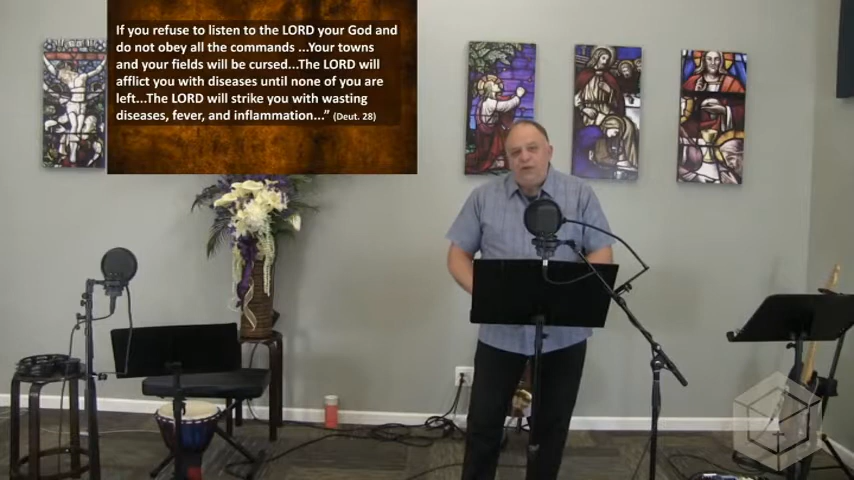 If you refuse to listen to the LORD your God and
do not obey all the commands ...Your towns
and your fields will be cursed...The LORD will
afflict you with diseases until none of you are
left...The LORD will strike you with wasting
diseases, fever, and inflammation...” (Deut. 28)